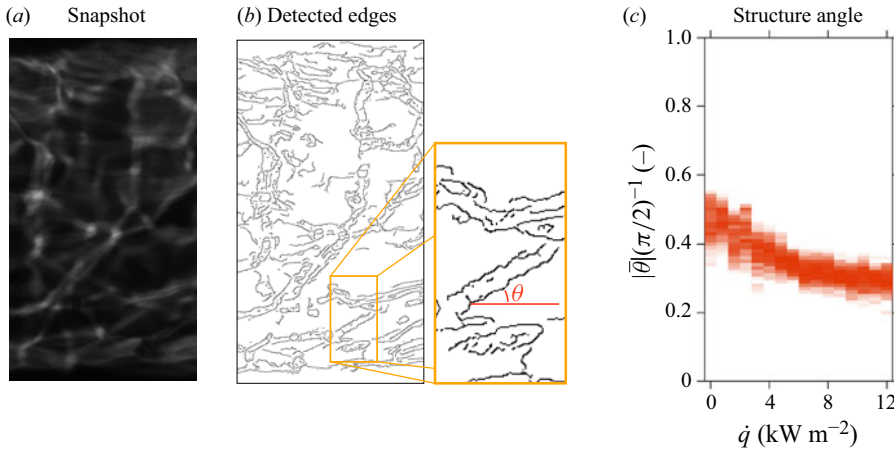 (a) Snapshot
(b) Detected edges
θ
(c) Structure angle
|θ̅|(π/2)⁻¹ (–)
1.0
0.8
0.6
0.4
0.2
0
0 4 8 12
q̇ (kW m⁻²)